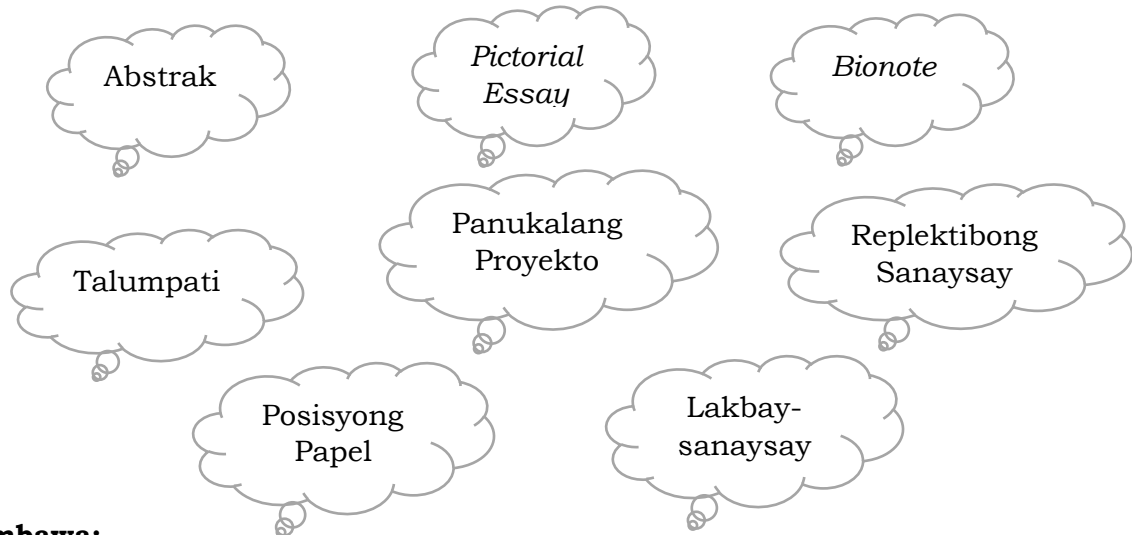 Abstrak
Pictorial
Essay
Bionote
Panukalang
Proyekto
Replektibong
Sanaysay
Talumpati
Posisyong
Papel
Lakbay-
sanaysay